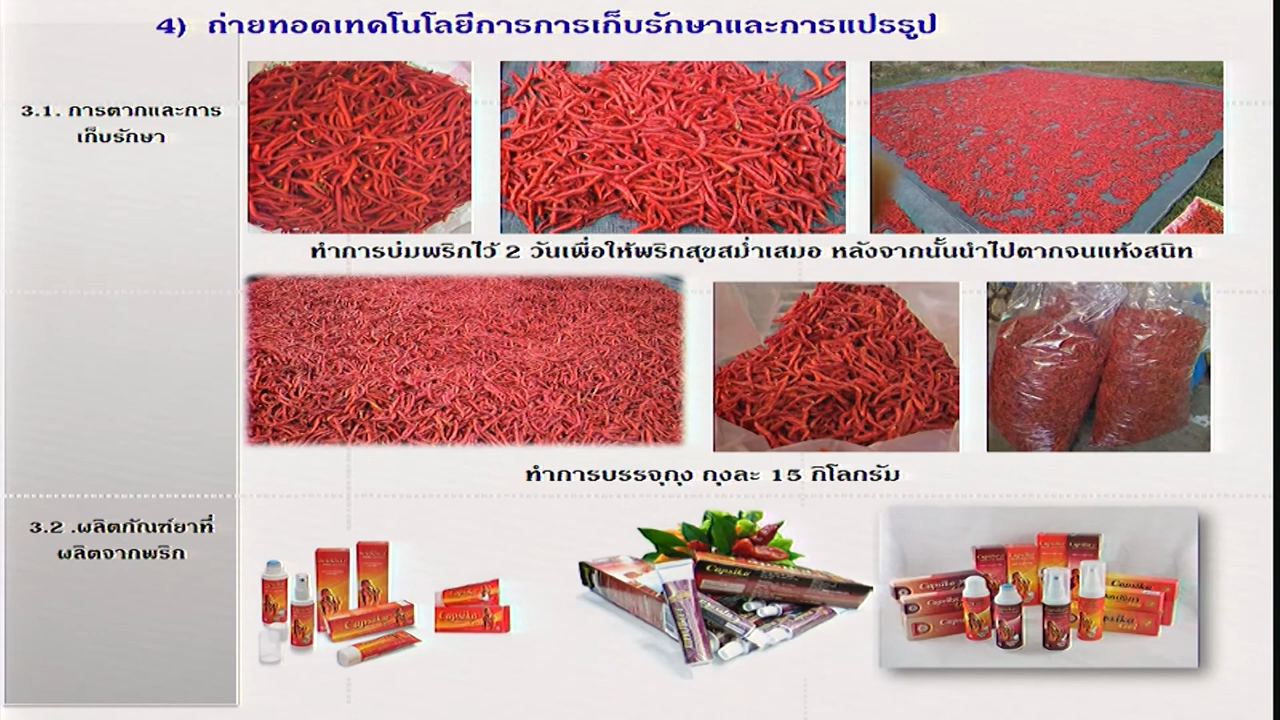 4) ถ่ายทอดเทคโนโลยีการการเก็บรักษาและการแปรรูป
3.1. การตากและการ
เก็บรักษา
ทำการบ่มพริกไว้ 2 วันเพื่อให้พริกสุขสม่ำเสมอ หลังจากนั้นนำไปตากจนแห้งสนิท
ทำการบรรจุถุง ถุงละ 15 กิโลกรัม
3.2 .ผลิตภัณฑ์ยาที่
ผลิตจากพริก
Capsika
Capsika
Capsika
Capsika